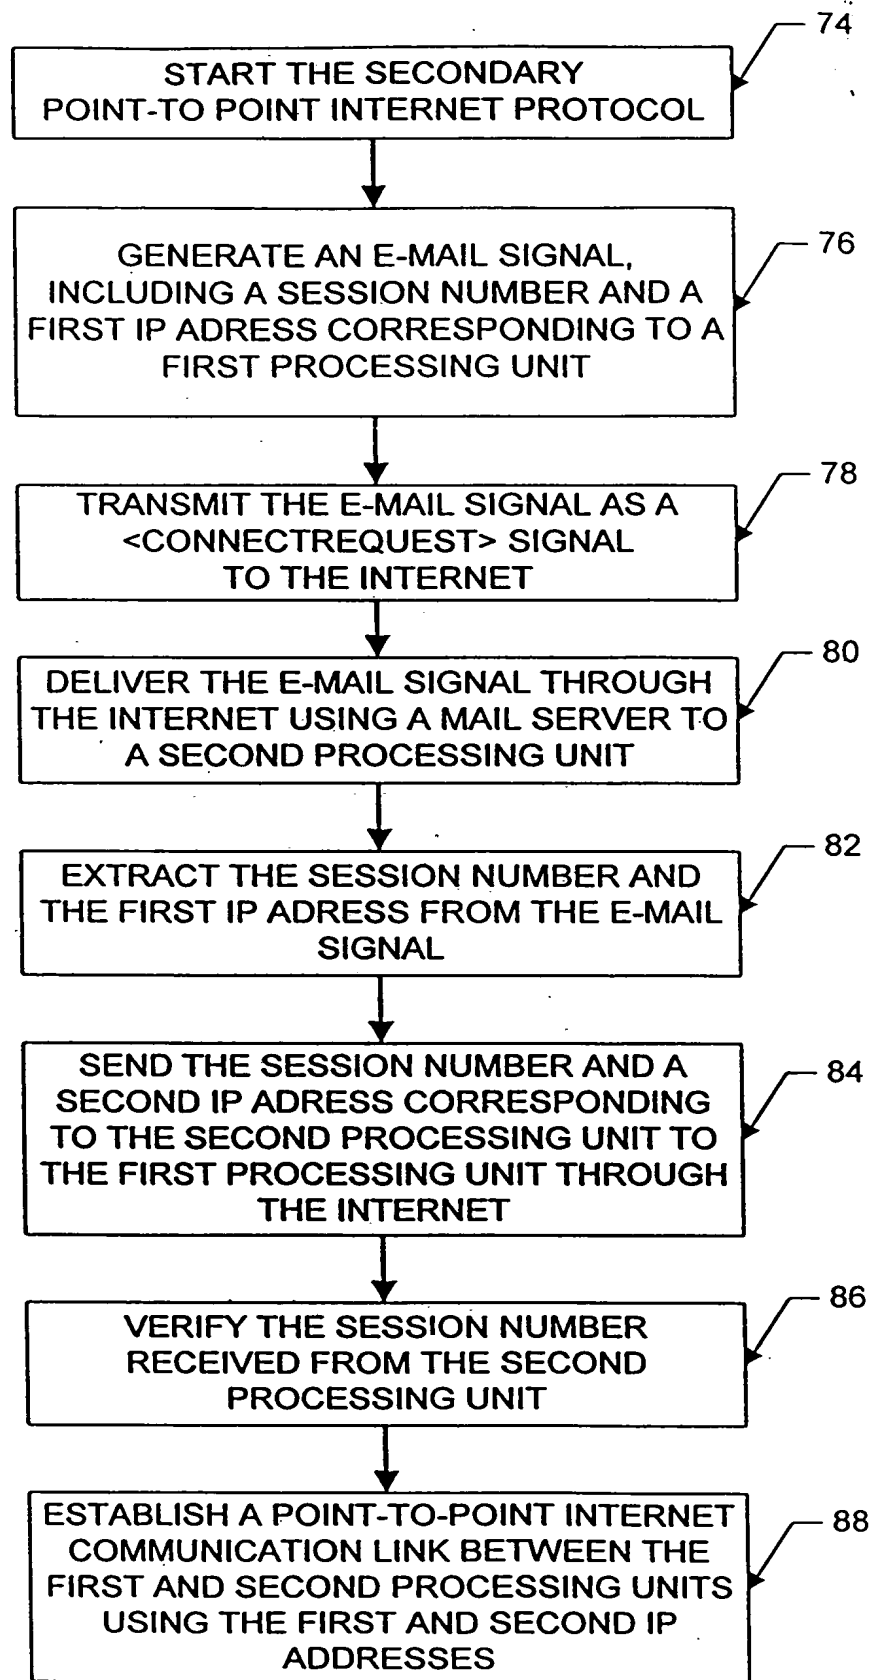 74
START THE SECONDARY
POINT-TO POINT INTERNET PROTOCOL
76
GENERATE AN E-MAIL SIGNAL,
INCLUDING A SESSION NUMBER AND A
FIRST IP ADRESS CORRESPONDING TO A
FIRST PROCESSING UNIT
78
TRANSMIT THE E-MAIL SIGNAL AS A
<CONNECTREQUEST> SIGNAL
TO THE INTERNET
80
DELIVER THE E-MAIL SIGNAL THROUGH
THE INTERNET USING A MAIL SERVER TO
A SECOND PROCESSING UNIT
82
EXTRACT THE SESSION NUMBER AND
THE FIRST IP ADRESS FROM THE E-MAIL
SIGNAL
84
SEND THE SESSION NUMBER AND A
SECOND IP ADRESS CORRESPONDING
TO THE SECOND PROCESSING UNIT TO
THE FIRST PROCESSING UNIT THROUGH
THE INTERNET
86
VERIFY THE SESSION NUMBER
RECEIVED FROM THE SECOND
PROCESSING UNIT
88
ESTABLISH A POINT-TO-POINT INTERNET
COMMUNICATION LINK BETWEEN THE
FIRST AND SECOND PROCESSING UNITS
USING THE FIRST AND SECOND IP
ADDRESSES